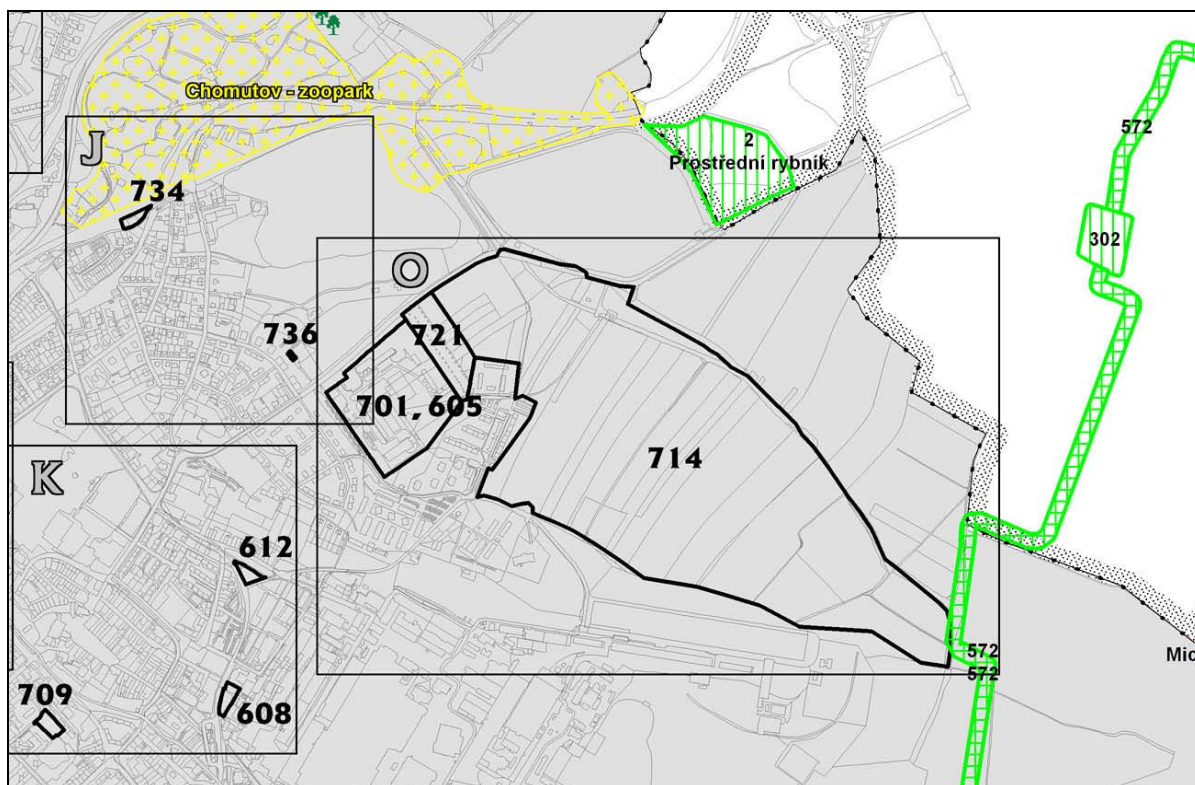 Chomutov - zoopark
572
2
Prostřední rybník
J
734
302
O
736
721
701, 605
714
K
612
572
Mic
572
709
608